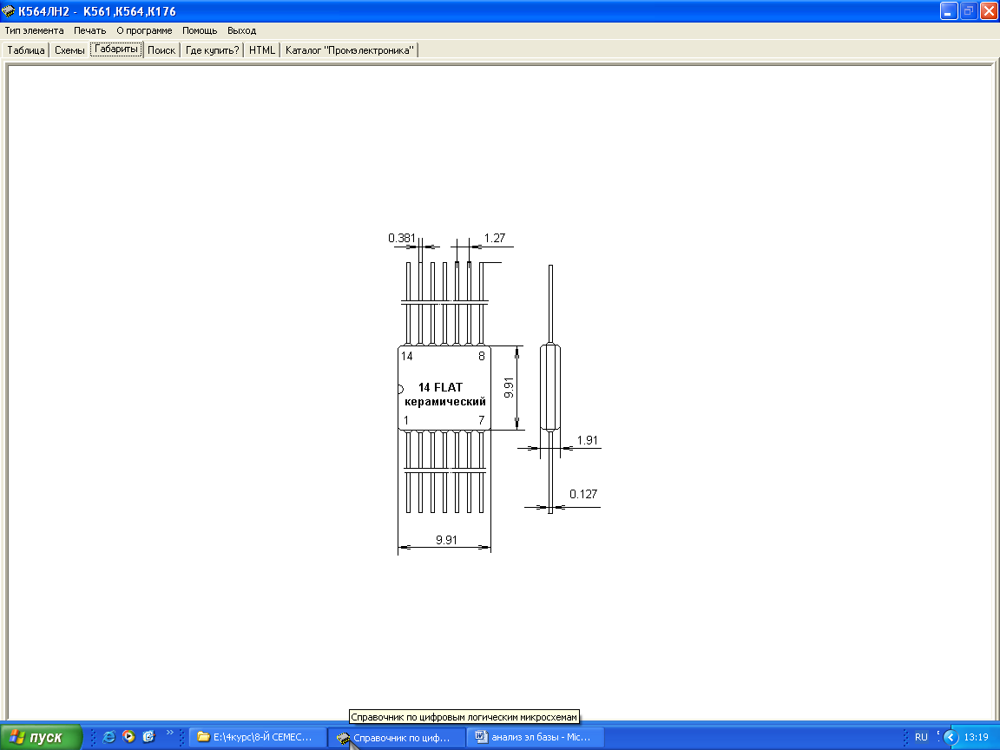 К564ЛН2 - К561,К564,К176
Тип элемента Печать О программе Помощь Выход
Таблица Схемы Габариты Поиск Где купить? HTML Каталог "Промэлектроника"
0.381 1.27
14 8
14 FLAT
керамический
1 7
9.91
1.91
0.127
9.91
Справочник по цифровым логическим микросхемам
пуск
E:\4курс\8-Й СЕМЕС...
Справочник по циф...
анализ эл базы - Mic...
RU
13:19